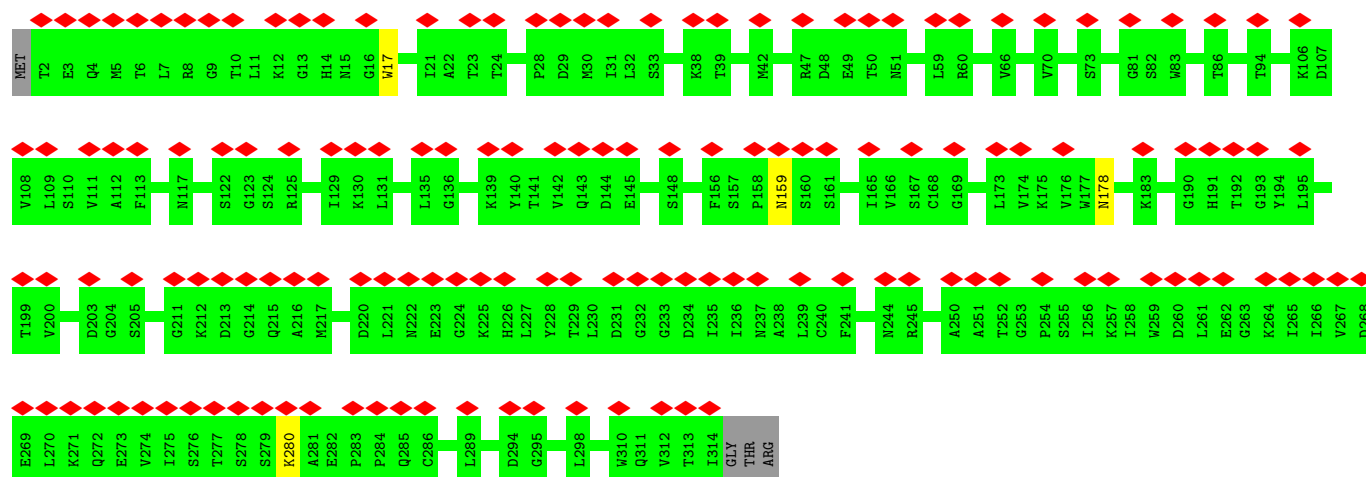 MET T2 E3 Q4 M5 T6 L7 R8 G9 T10 L11 K12 G13 H14 N15 G16 W17 I21 A22 T23 T24 P28 D29 M30 I31 L32 S33 K38 T39 M42 R47 D48 E49 T50 N51 L59 R60 V66 V70 S73 G81 S82 W83 T86 T94 K106 D107
V108 L109 S110 V111 A112 F113 N117 S122 G123 S124 R125 I129 K130 L131 L135 G136 K139 Y140 T141 V142 Q143 D144 E145 S148 F156 S157 P158 N159 S160 S161 I165 V166 S167 C168 G169 L173 V174 K175 V176 W177 N178 K183 G190 H191 T192 G193 Y194 L195
T199 V200 D203 G204 S205 G211 K212 D213 G214 Q215 A216 M217 D220 L221 N222 E223 G224 K225 H226 L227 Y228 T229 L230 D231 G232 G233 D234 I235 I236 N237 A238 L239 C240 F241 N244 R245 A250 A251 T252 G253 P254 S255 I256 K257 I258 W259 D260 L261 E262 G263 K264 I265 I266 V267 D268
E269 L270 K271 Q272 E273 V274 I275 S276 T277 S278 S279 K280 A281 E282 P283 P284 Q285 C286 L289 D294 G295 L298 W310 Q311 V312 T313 I314 GLY THR ARG